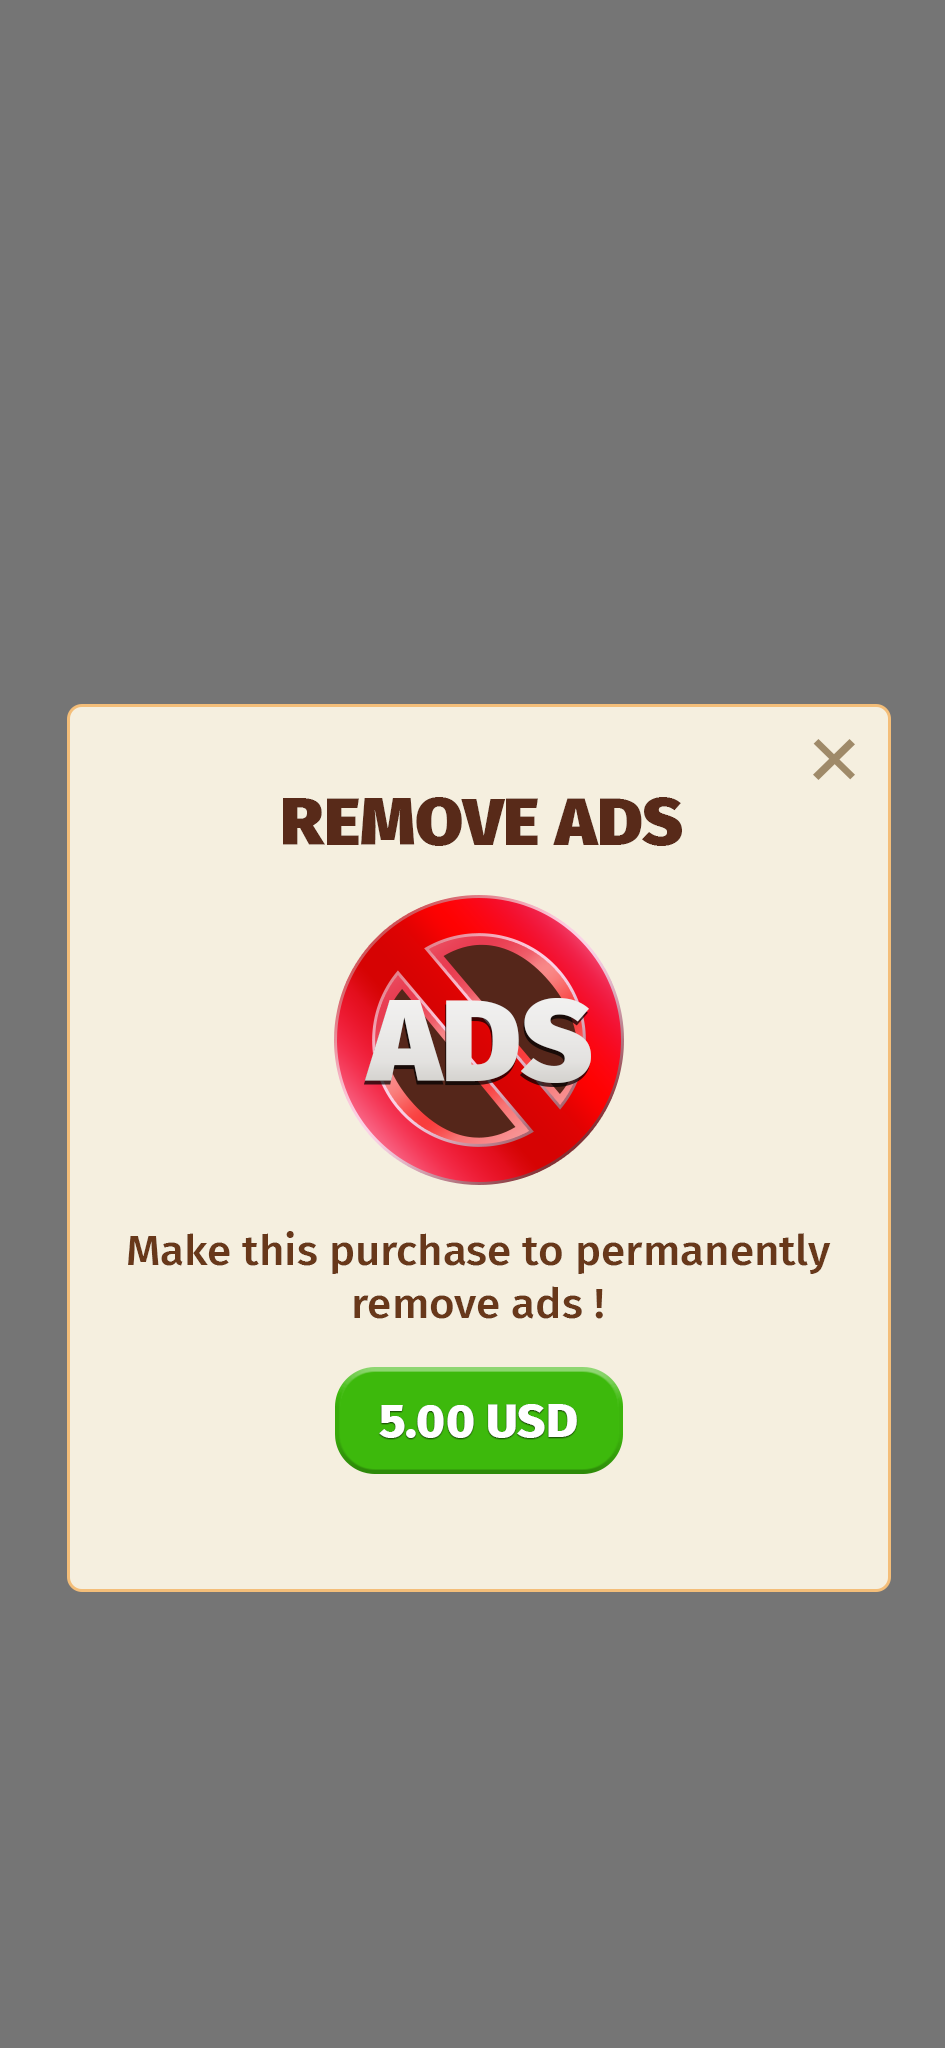 REMOVE ADS
ADS
Make this purchase to permanently
remove ads !
5.00 USD